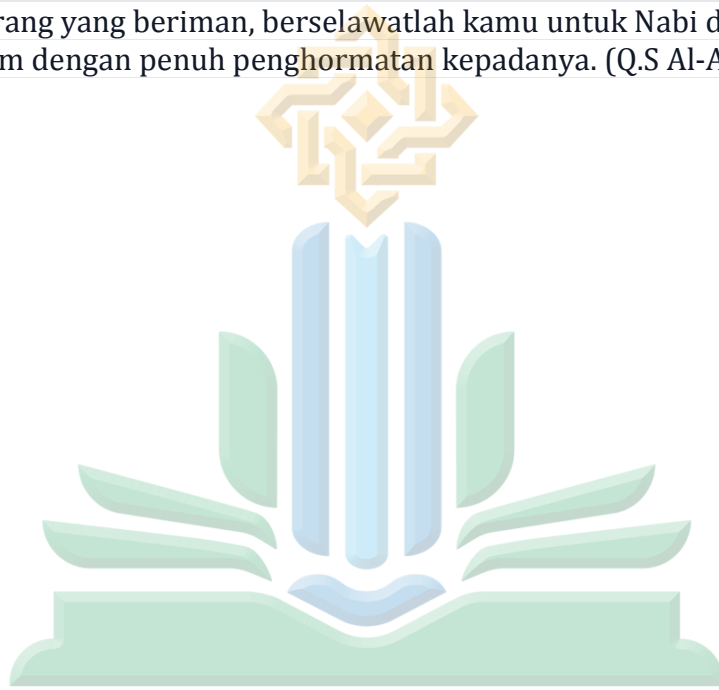 rang yang beriman, berselawatlah kamu untuk Nabi d
m dengan penuh penghormatan kepadanya. (Q.S Al-A